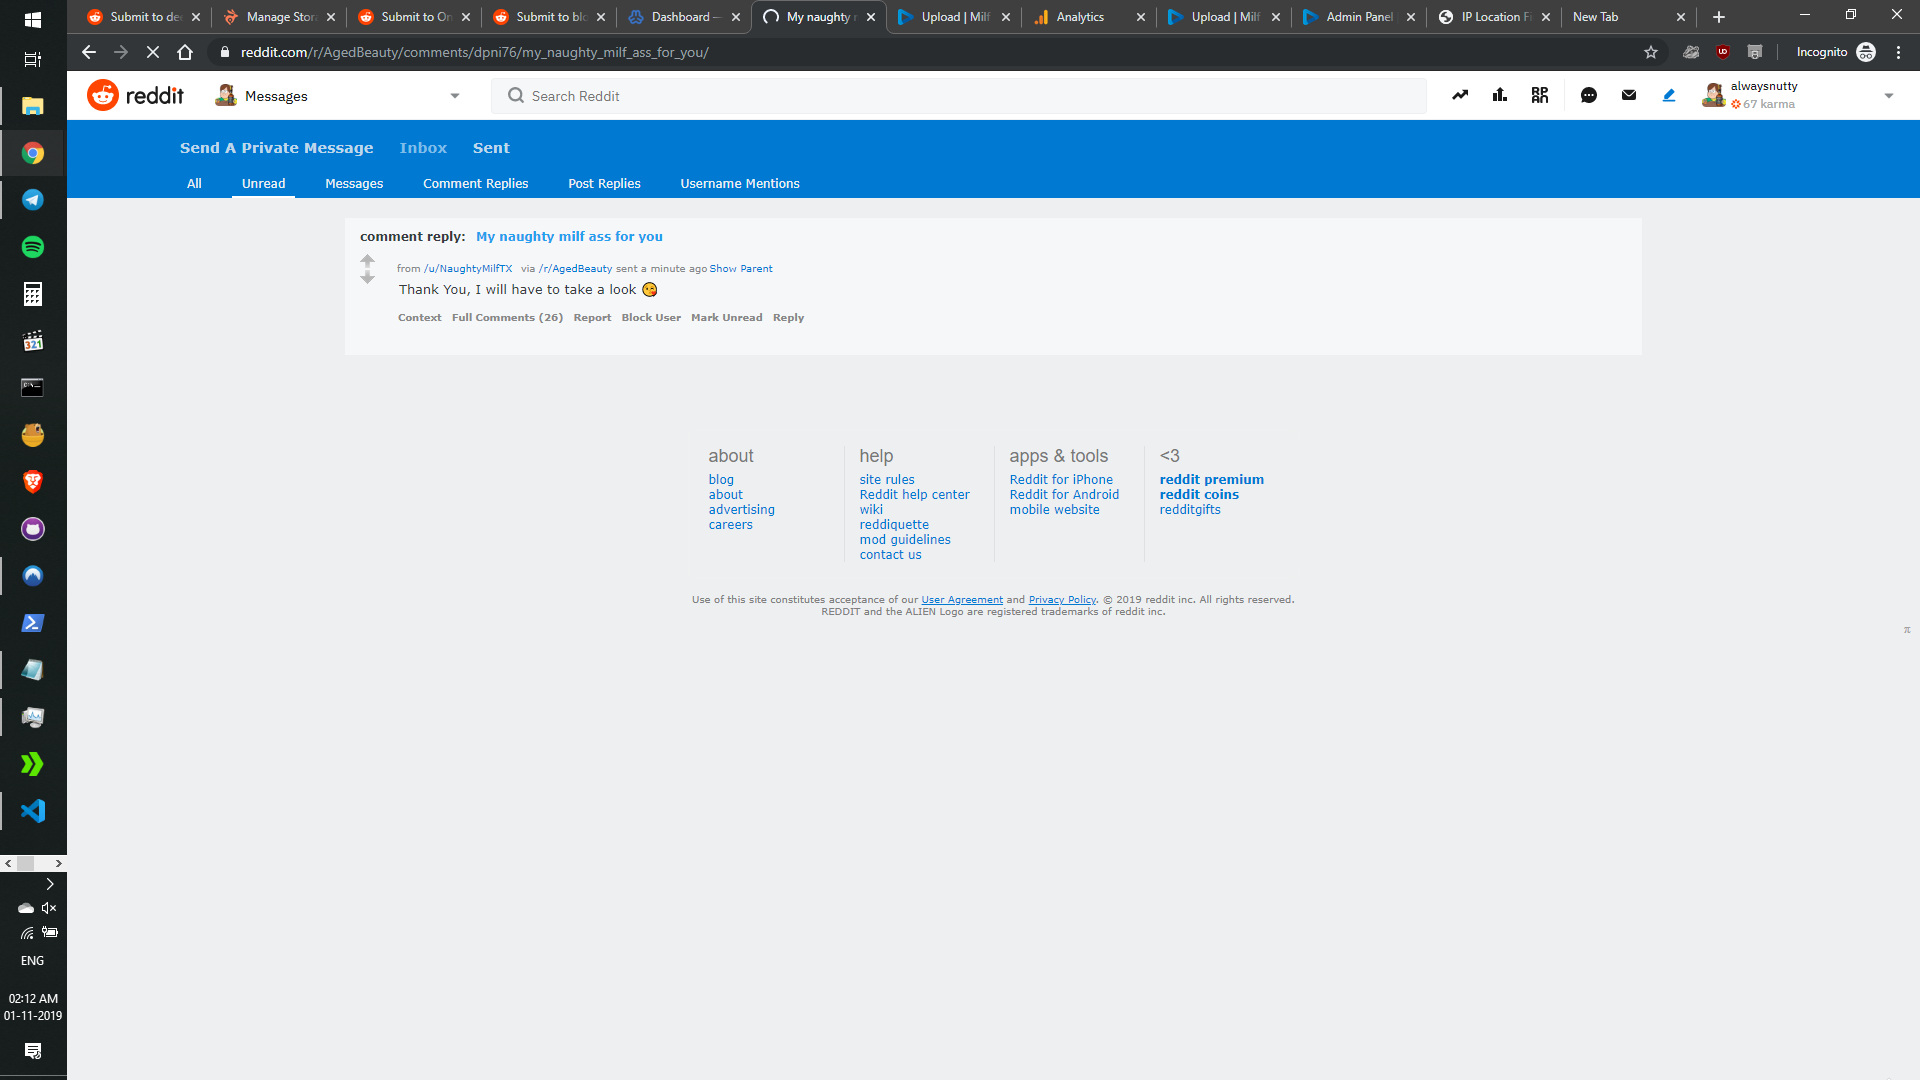 Submit to de
Manage Stor
Submit to On
Submit to blo
Dashboard —
My naughty
Upload | Milf
Analytics
Upload | Milf
Admin Panel
IP Location Fi
New Tab
reddit.com/r/AgedBeauty/comments/dpni76/my_naughty_milf_ass_for_you/
Incognito
reddit
Messages
Search Reddit
alwaysnutty
67 karma
Send A Private Message Inbox Sent
All Unread Messages Comment Replies Post Replies Username Mentions
comment reply: My naughty milf ass for you
from /u/NaughtyMilfTX via /r/AgedBeauty sent a minute ago Show Parent
Thank You, I will have to take a look 😋
Context Full Comments (26) Report Block User Mark Unread Reply
about
blog
about
advertising
careers
help
site rules
Reddit help center
wiki
reddiquette
mod guidelines
contact us
apps & tools
Reddit for iPhone
Reddit for Android
mobile website
<3
reddit premium
reddit coins
redditgifts
Use of this site constitutes acceptance of our User Agreement and Privacy Policy. © 2019 reddit inc. All rights reserved.
REDDIT and the ALIEN Logo are registered trademarks of reddit inc.
π
321
ENG
02:12 AM
01-11-2019